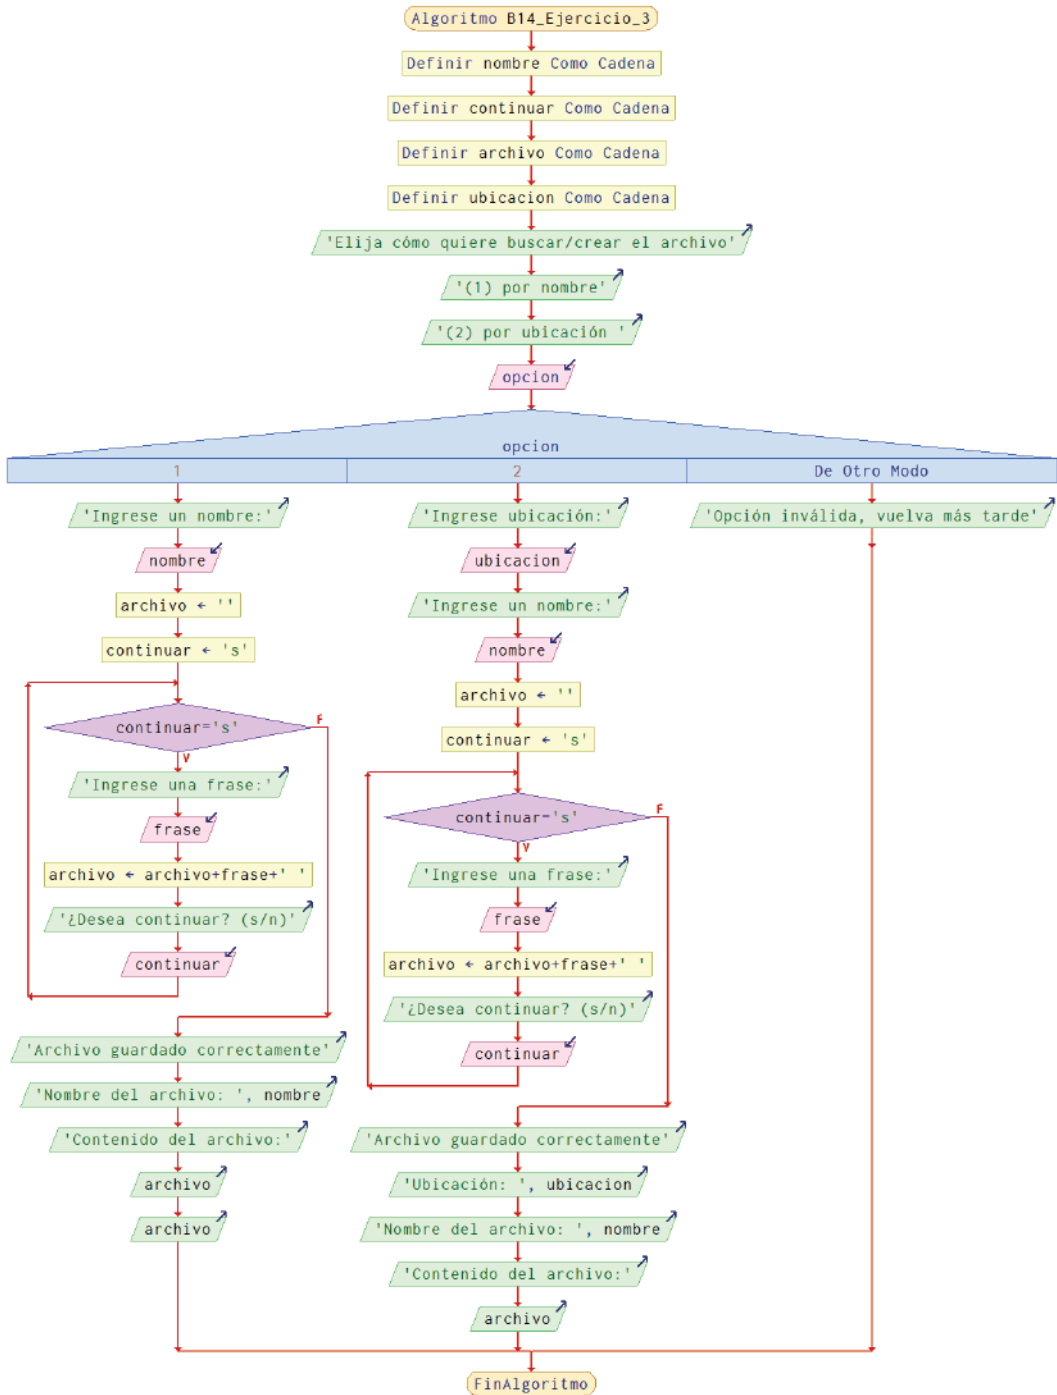 Algoritmo B14_Ejercicio_3
Definir nombre Como Cadena
Definir continuar Como Cadena
Definir archivo Como Cadena
Definir ubicacion Como Cadena
'Elija cómo quiere buscar/crear el archivo'
'(1) por nombre'
'(2) por ubicación '
opcion
opcion
1
'Ingrese un nombre:'
nombre
archivo ← ''
continuar ← 's'
continuar='s'
F
V
'Ingrese una frase:'
frase
archivo ← archivo+frase+' '
'¿Desea continuar? (s/n)'
continuar
'Archivo guardado correctamente'
'Nombre del archivo: ', nombre
'Contenido del archivo:'
archivo
archivo
2
'Ingrese ubicación:'
ubicacion
'Ingrese un nombre:'
nombre
archivo ← ''
continuar ← 's'
continuar='s'
F
V
'Ingrese una frase:'
frase
archivo ← archivo+frase+' '
'¿Desea continuar? (s/n)'
continuar
'Archivo guardado correctamente'
'Ubicación: ', ubicacion
'Nombre del archivo: ', nombre
'Contenido del archivo:'
archivo
De Otro Modo
'Opción inválida, vuelva más tarde'
FinAlgoritmo